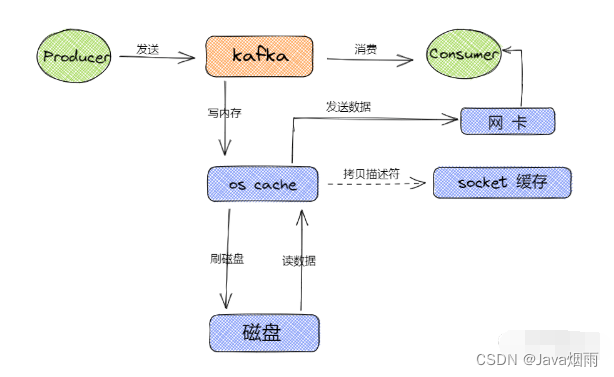 Producer
发送
kafka
消费
Consumer
写内存
发送数据
网 卡
os cache
拷贝描述符
socket 缓存
刷磁盘
读数据
磁盘
CSDN @Java烟雨